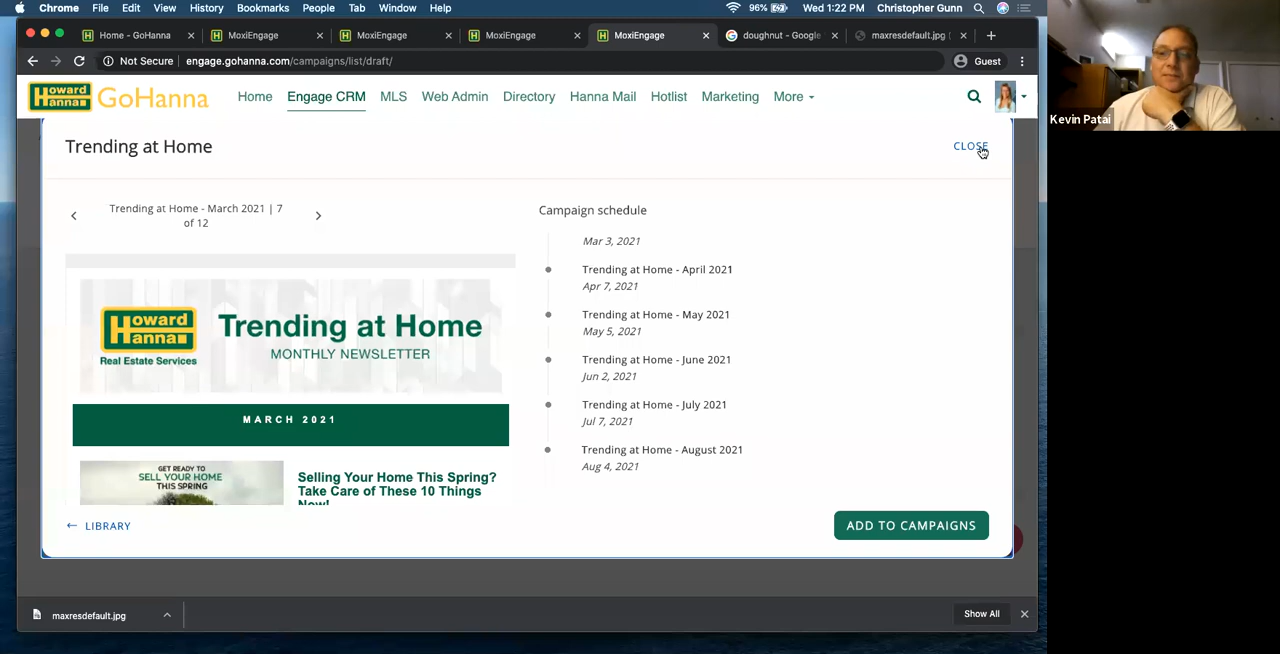 Chrome File Edit View History Bookmarks People Tab Window Help
96% Wed 1:22 PM Christopher Gunn
Home - GoHanna
MoxiEngage
MoxiEngage
MoxiEngage
MoxiEngage
doughnut - Google
maxresdefault.jpg (
Not Secure engage.gohanna.com/campaigns/list/draft/
Guest
Howard Hanna GoHanna
Home Engage CRM MLS Web Admin Directory Hanna Mail Hotlist Marketing More
Kevin Patai
Trending at Home
CLOSE
Trending at Home - March 2021 | 7
of 12
Howard
Hanna
Real Estate Services
Trending at Home
MONTHLY NEWSLETTER
MARCH 2021
GET READY TO
SELL YOUR HOME
THIS SPRING
Selling Your Home This Spring?
Take Care of These 10 Things
Now!
Campaign schedule
Mar 3, 2021
Trending at Home - April 2021
Apr 7, 2021
Trending at Home - May 2021
May 5, 2021
Trending at Home - June 2021
Jun 2, 2021
Trending at Home - July 2021
Jul 7, 2021
Trending at Home - August 2021
Aug 4, 2021
← LIBRARY
ADD TO CAMPAIGNS
maxresdefault.jpg
Show All